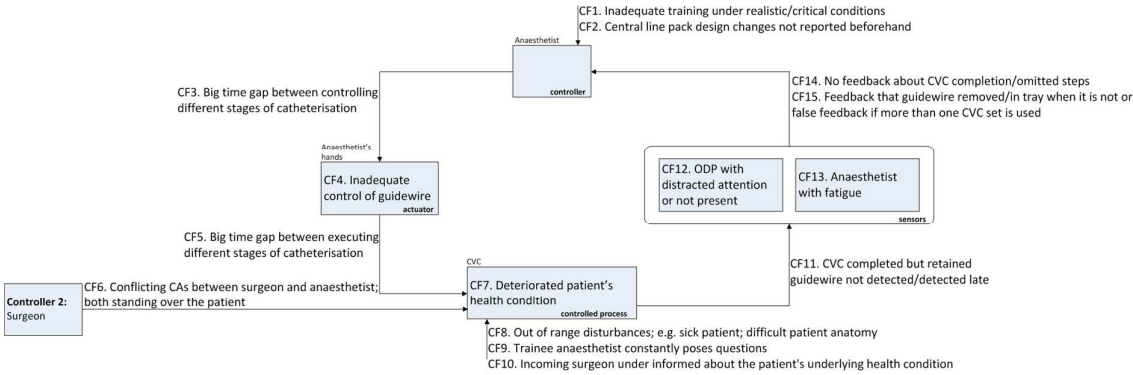 CF1. Inadequate training under realistic/critical conditions
CF2. Central line pack design changes not reported beforehand
Anaesthetist
controller
CF3. Big time gap between controlling
different stages of catheterisation
CF14. No feedback about CVC completion/omitted steps
CF15. Feedback that guidewire removed/in tray when it is not or
false feedback if more than one CVC set is used
Anaesthetist's
hands
CF4. Inadequate
control of guidewire
actuator
CF12. ODP with
distracted attention
or not present
CF13. Anaesthetist
with fatigue
sensors
CF5. Big time gap between executing
different stages of catheterisation
CF11. CVC completed but retained
guidewire not detected/detected late
Controller 2:
Surgeon
CF6. Conflicting CAs between surgeon and anaesthetist;
both standing over the patient
CVC
CF7. Deteriorated patient's
health condition
controlled process
CF8. Out of range disturbances; e.g. sick patient; difficult patient anatomy
CF9. Trainee anaesthetist constantly poses questions
CF10. Incoming surgeon under informed about the patient's underlying health condition